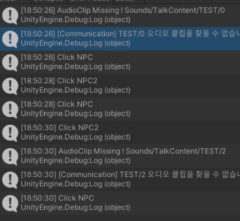 [18:50:26] AudioClip Missing ! Sounds/TalkContent/TEST/0
UnityEngine.Debug:Log (object)
[18:50:26] [Communication] TEST/0 오디오 클립을 찾을 수 없습니
UnityEngine.Debug:Log (object)
[18:50:26] Click NPC
UnityEngine.Debug:Log (object)
[18:50:28] Click NPC2
UnityEngine.Debug:Log (object)
[18:50:28] Click NPC
UnityEngine.Debug:Log (object)
[18:50:30] Click NPC2
UnityEngine.Debug:Log (object)
[18:50:30] AudioClip Missing ! Sounds/TalkContent/TEST/2
UnityEngine.Debug:Log (object)
[18:50:30] [Communication] TEST/2 오디오 클립을 찾을 수 없습니
UnityEngine.Debug:Log (object)
[18:50:30] Click NPC
UnityEngine.Debug:Log (object)